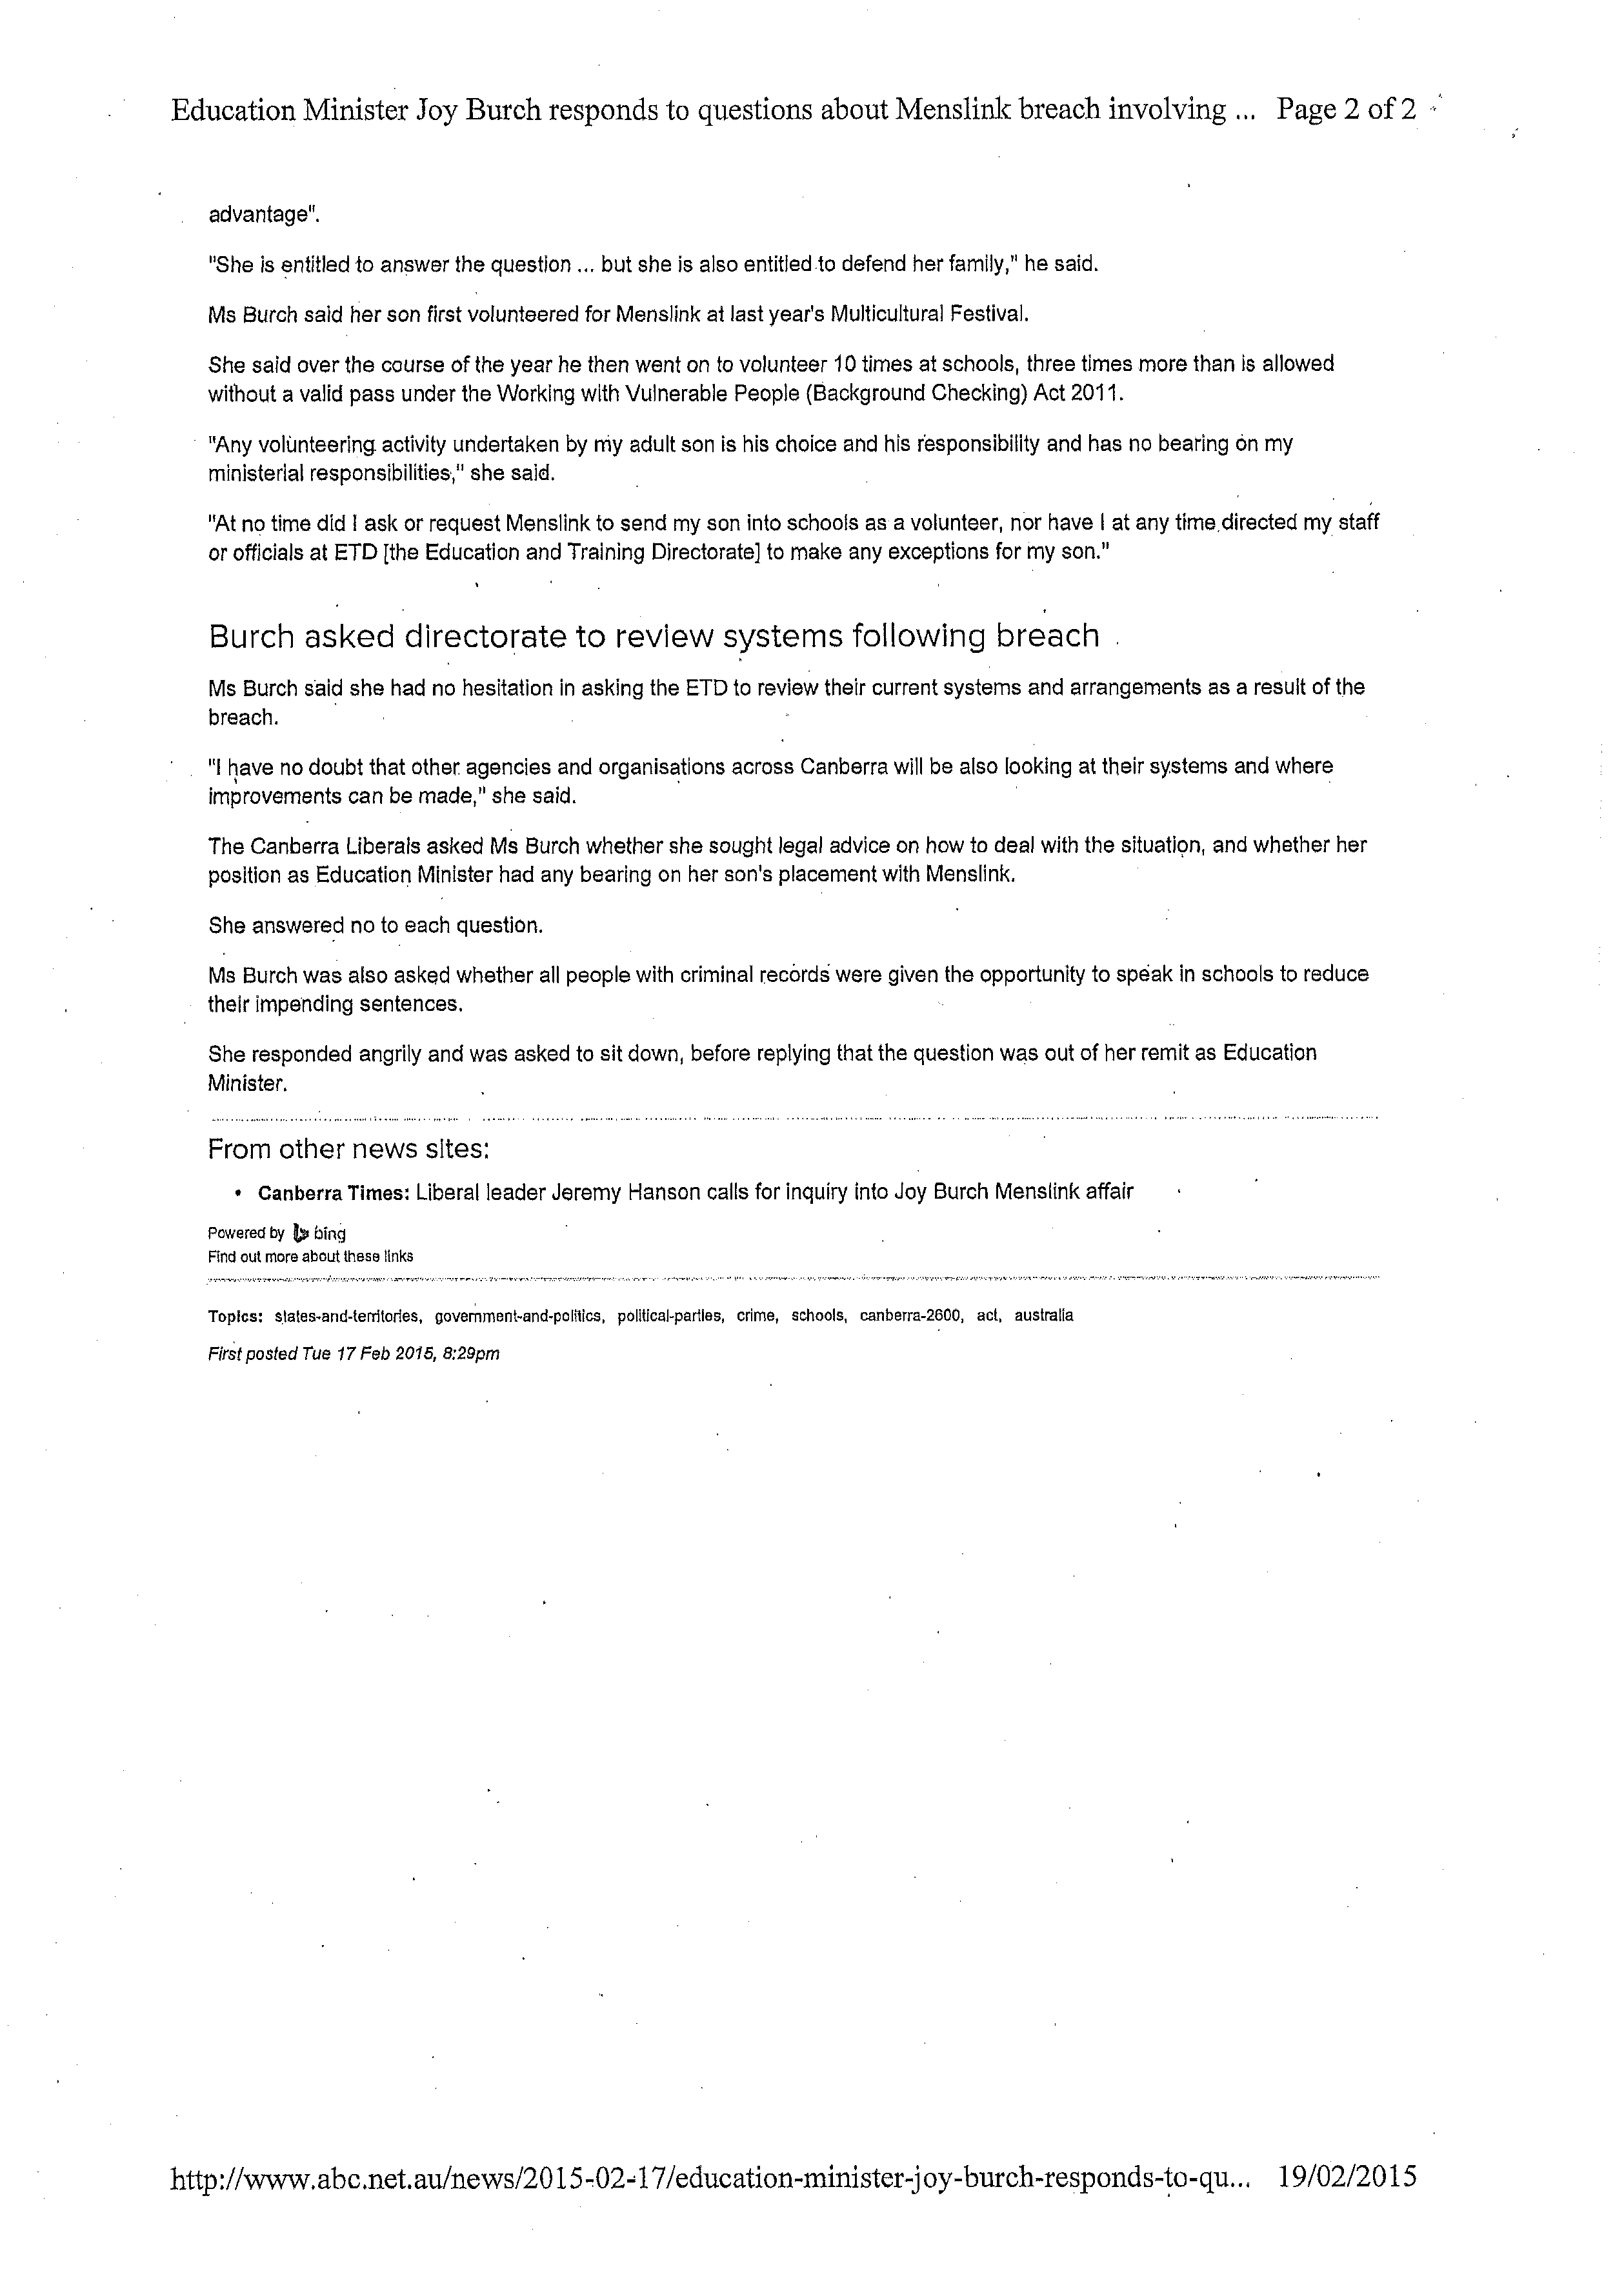 Education Minister Joy Burch responds to questions about Menslink breach involving ... Page 2 of 2
advantage".
"She is entitled to answer the question ... but she is also entitled to defend her family," he said.
Ms Burch said her son first volunteered for Menslink at last year's Multicultural Festival.
She said over the course of the year he then went on to volunteer 10 times at schools, three times more than is allowed
without a valid pass under the Working with Vulnerable People (Background Checking) Act 2011.
"Any volunteering activity undertaken by my adult son is his choice and his responsibility and has no bearing on my
ministerial responsibilities," she said.
"At no time did I ask or request Menslink to send my son into schools as a volunteer, nor have I at any time directed my staff
or officials at ETD [the Education and Training Directorate] to make any exceptions for my son."
Burch asked directorate to review systems following breach
Ms Burch said she had no hesitation in asking the ETD to review their current systems and arrangements as a result of the
breach.
"I have no doubt that other agencies and organisations across Canberra will be also looking at their systems and where
improvements can be made," she said.
The Canberra Liberals asked Ms Burch whether she sought legal advice on how to deal with the situation, and whether her
position as Education Minister had any bearing on her son's placement with Menslink.
She answered no to each question.
Ms Burch was also asked whether all people with criminal records were given the opportunity to speak in schools to reduce
their impending sentences.
She responded angrily and was asked to sit down, before replying that the question was out of her remit as Education
Minister.
From other news sites:
• Canberra Times: Liberal leader Jeremy Hanson calls for inquiry into Joy Burch Menslink affair
Powered by bing
Find out more about these links
Topics: states-and-territories, government-and-politics, political-parties, crime, schools, canberra-2600, act, australia
First posted Tue 17 Feb 2015, 8:29pm
http://www.abc.net.au/news/2015-02-17/education-minister-joy-burch-responds-to-qu... 19/02/2015